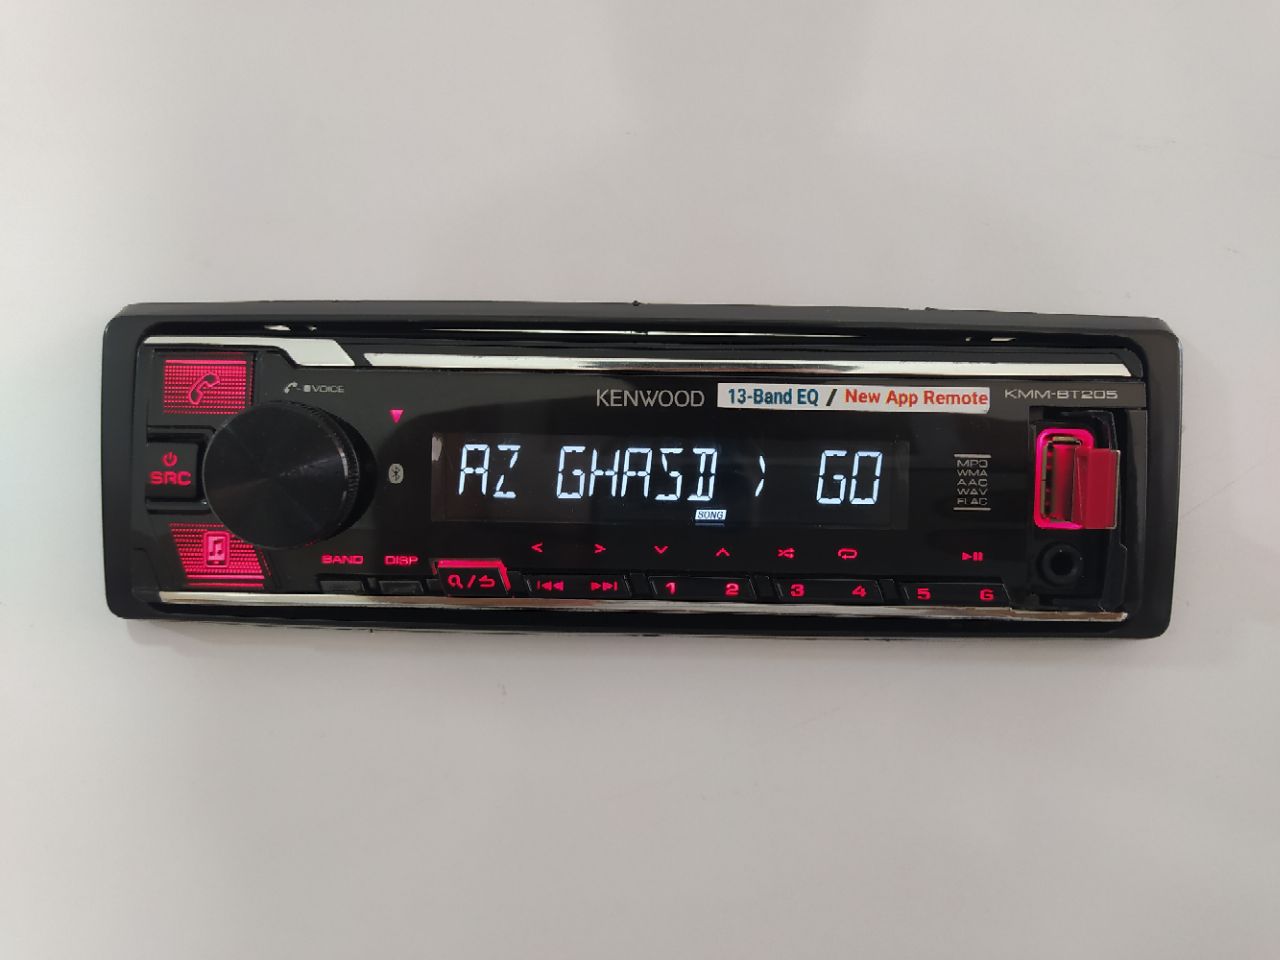 VOICE
KENWOOD
13-Band EQ / New App Remote
KMM-BT205
SRC
AZ GHASD > GO
SONG
MP3
WMA
AAC
WAV
FLAC
BAND
DISP
1
2
3
4
5
6